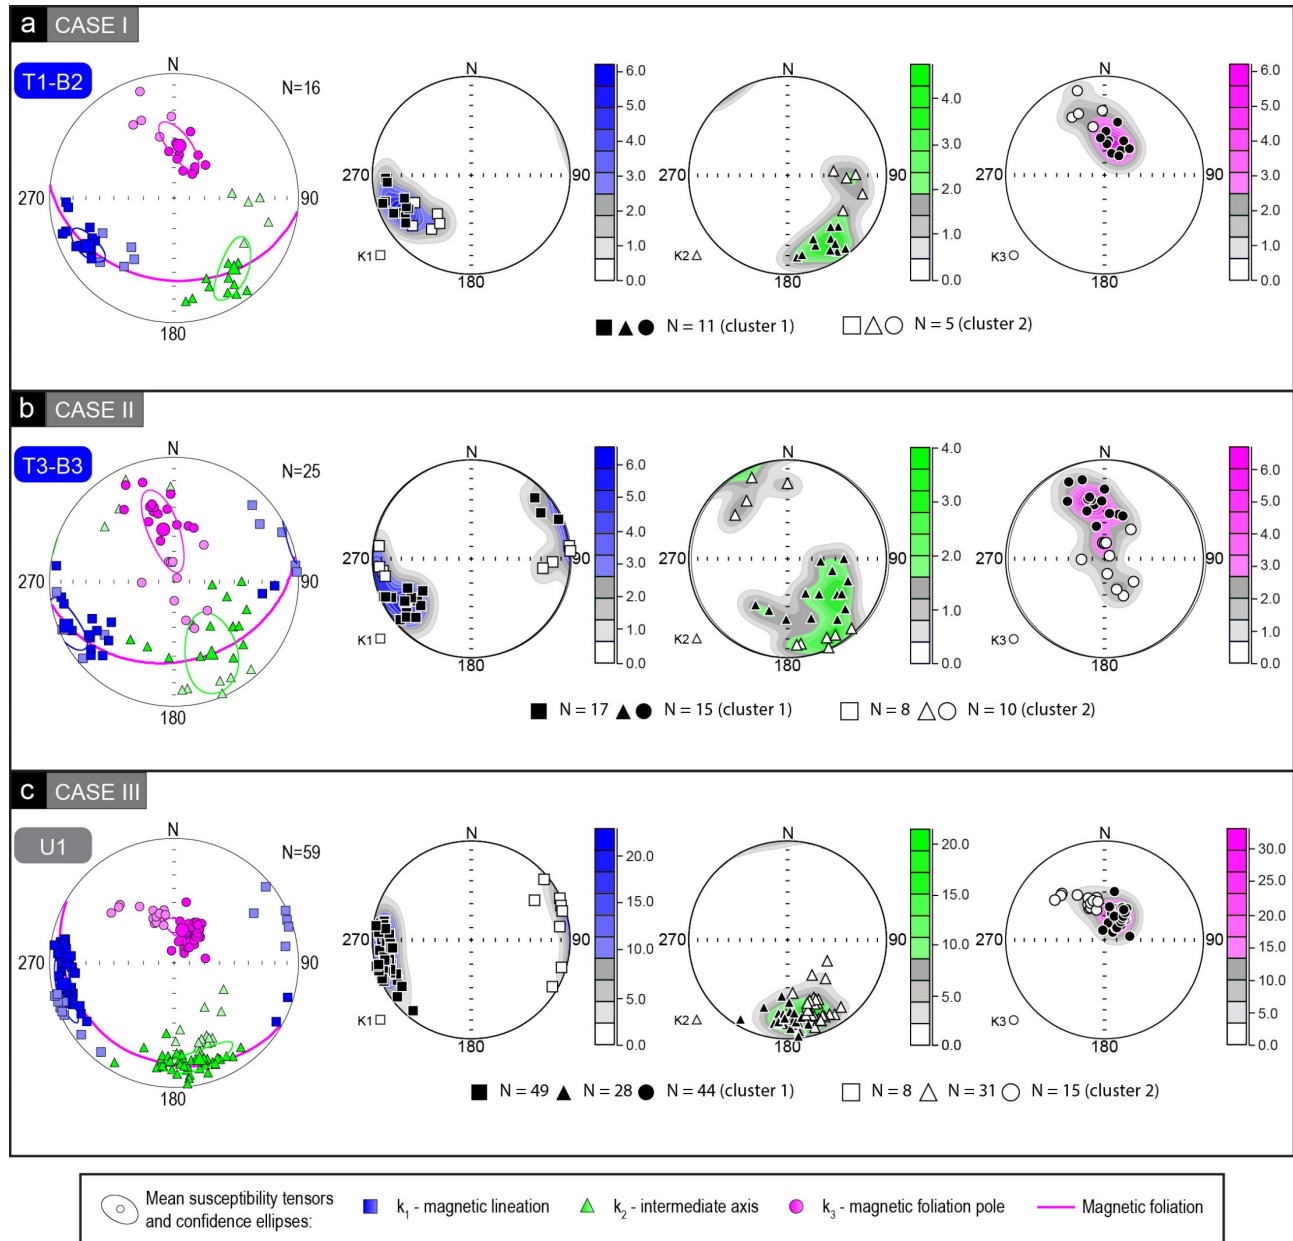 a CASE I
T1-B2
N
N=16
270
90
180
N
270
90
180
K1
6.0
5.0
4.0
3.0
2.0
1.0
0.0
N
270
90
180
K2
4.0
3.0
2.0
1.0
0.0
N
270
90
180
K3
6.0
5.0
4.0
3.0
2.0
1.0
0.0
N = 11 (cluster 1)
N = 5 (cluster 2)
b CASE II
T3-B3
N
N=25
270
90
180
N
270
90
180
K1
6.0
5.0
4.0
3.0
2.0
1.0
0.0
N
270
90
180
K2
4.0
3.0
2.0
1.0
0.0
N
270
90
180
K3
6.0
5.0
4.0
3.0
2.0
1.0
0.0
N = 17 N = 15 (cluster 1)
N = 8 N = 10 (cluster 2)
c CASE III
U1
N
N=59
270
90
180
N
270
90
180
K1
20.0
15.0
10.0
5.0
0.0
N
270
90
180
K2
20.0
15.0
10.0
5.0
0.0
N
270
90
180
K3
30.0
25.0
20.0
15.0
10.0
5.0
0.0
N = 49 N = 28 N = 44 (cluster 1)
N = 8 N = 31 N = 15 (cluster 2)
Mean susceptibility tensors
and confidence ellipses:
k1 - magnetic lineation
k2 - intermediate axis
k3 - magnetic foliation pole
Magnetic foliation